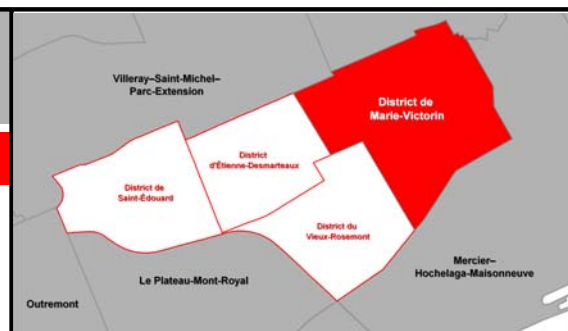 Villeray–Saint-Michel–
Parc-Extension
District de
Marie-Victorin
District
d'Étienne-Desmarteaux
District de
Saint-Édouard
District du
Vieux-Rosemont
Mercier–
Hochelaga-Maisonneuve
Le Plateau-Mont-Royal
Outremont